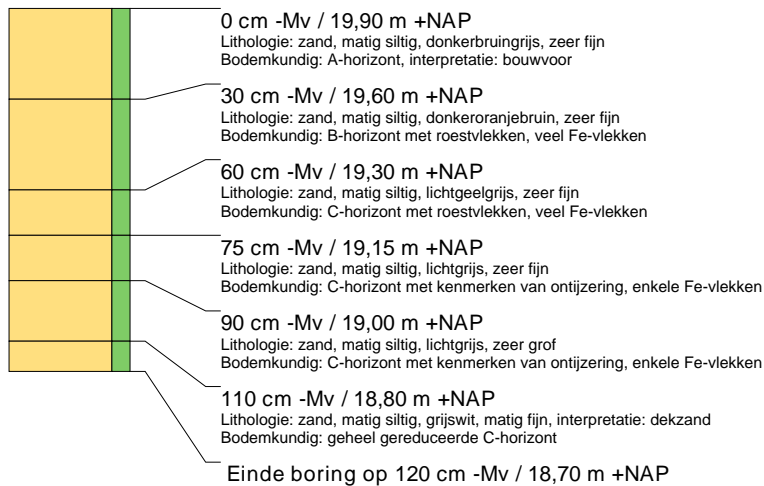 0 cm -Mv / 19,90 m +NAP
Lithologie: zand, matig siltig, donkerbruingrijs, zeer fijn
Bodemkundig: A-horizont, interpretatie: bouwvoor
30 cm -Mv / 19,60 m +NAP
Lithologie: zand, matig siltig, donkeroranjebruin, zeer fijn
Bodemkundig: B-horizont met roestvlekken, veel Fe-vlekken
60 cm -Mv / 19,30 m +NAP
Lithologie: zand, matig siltig, lichtgeelgrijs, zeer fijn
Bodemkundig: C-horizont met roestvlekken, veel Fe-vlekken
75 cm -Mv / 19,15 m +NAP
Lithologie: zand, matig siltig, lichtgrijs, zeer fijn
Bodemkundig: C-horizont met kenmerken van ontijzering, enkele Fe-vlekken
90 cm -Mv / 19,00 m +NAP
Lithologie: zand, matig siltig, lichtgrijs, zeer grof
Bodemkundig: C-horizont met kenmerken van ontijzering, enkele Fe-vlekken
110 cm -Mv / 18,80 m +NAP
Lithologie: zand, matig siltig, grijswit, matig fijn, interpretatie: dekzand
Bodemkundig: geheel gereduceerde C-horizont
Einde boring op 120 cm -Mv / 18,70 m +NAP